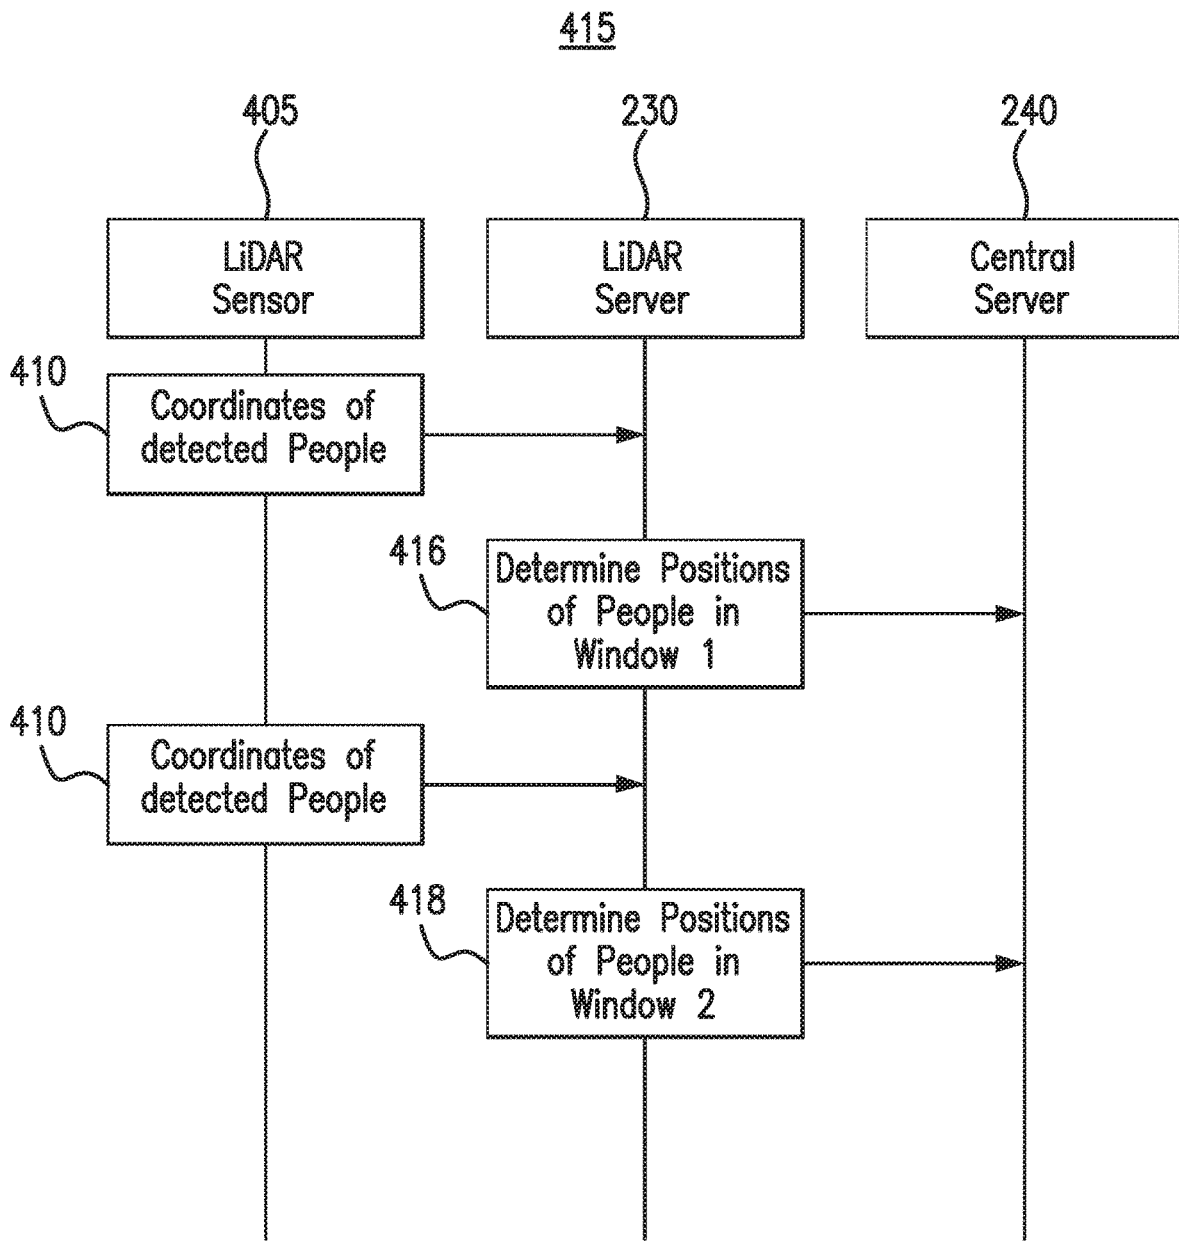 415
405
230
240
LiDAR
Sensor
LiDAR
Server
Central
Server
410
Coordinates of
detected People
416
Determine Positions
of People in
Window 1
410
Coordinates of
detected People
418
Determine Positions
of People in
Window 2